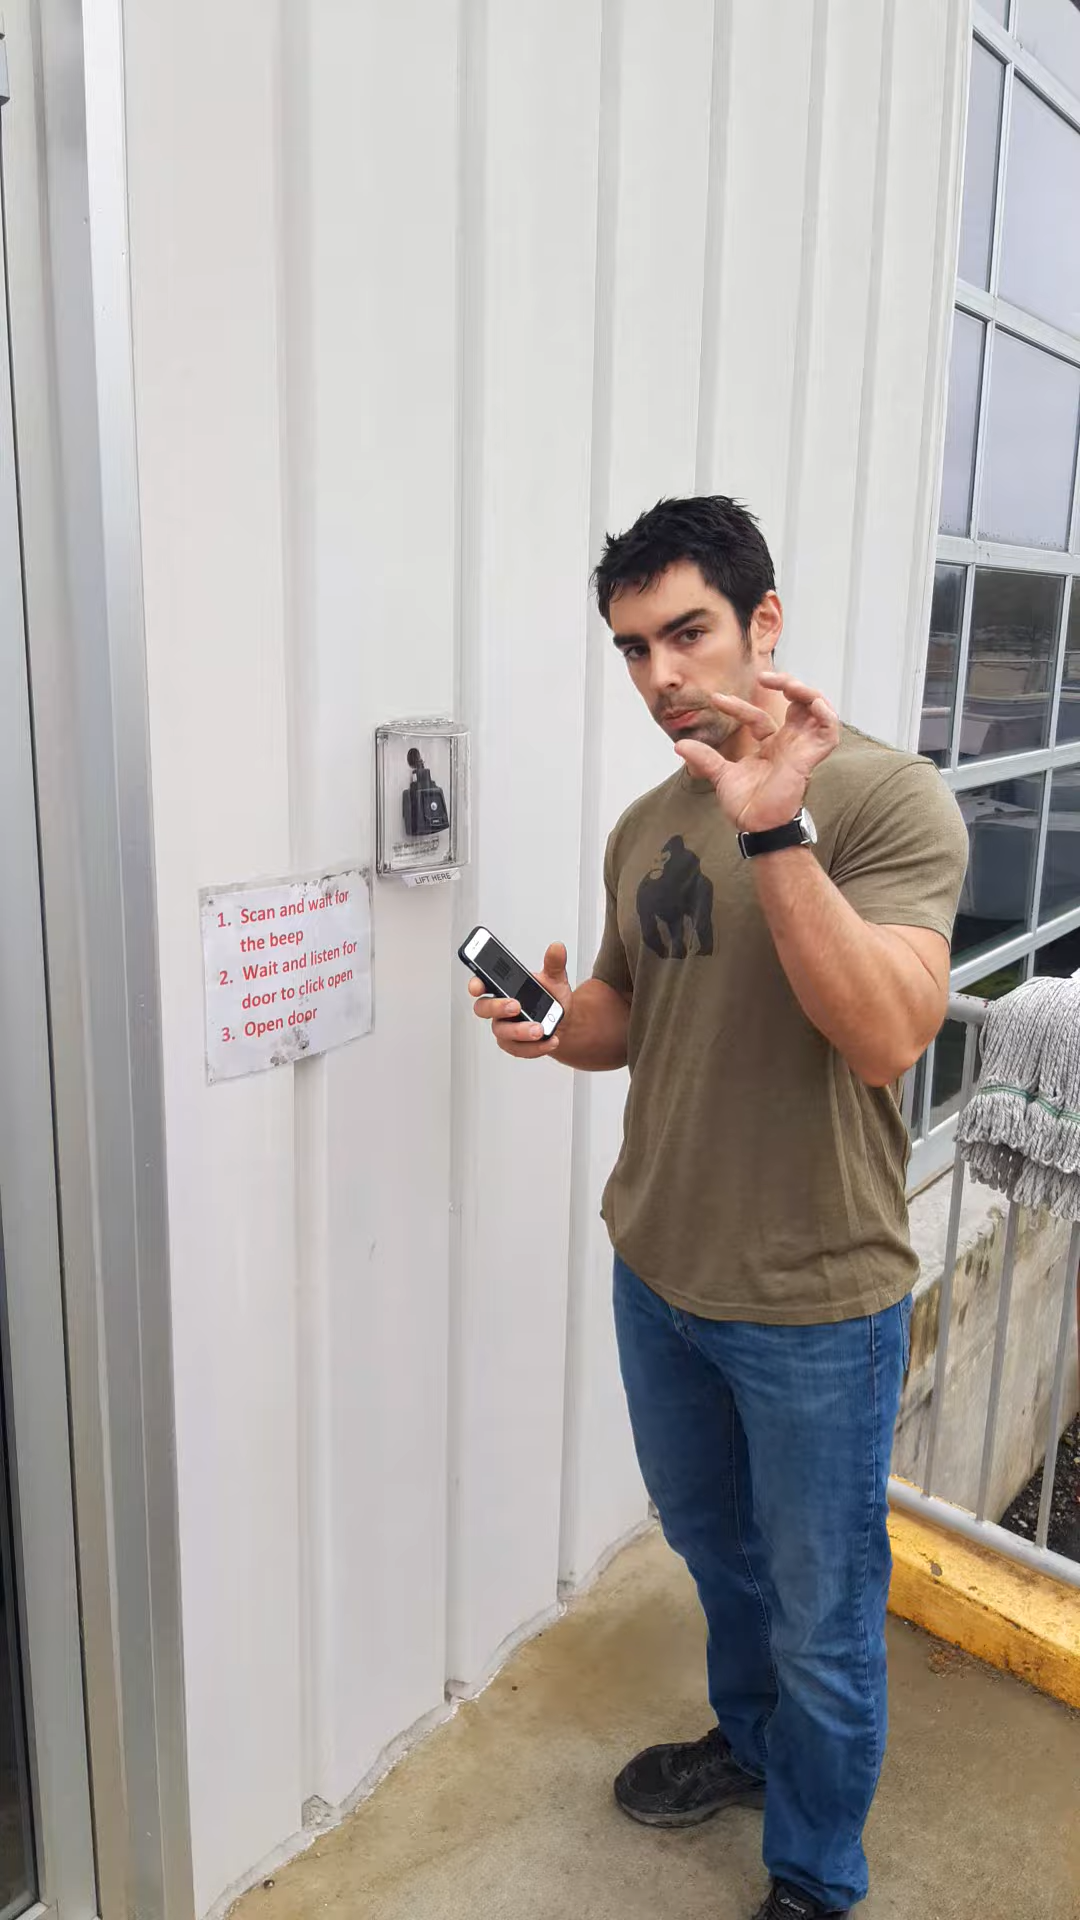 LIFT HERE
1. Scan and wait for
the beep
2. Wait and listen for
door to click open
3. Open door